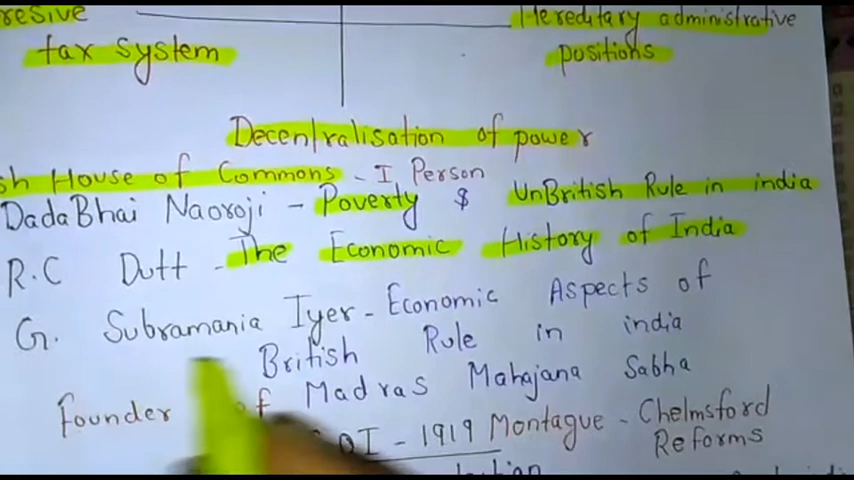 resive
Hereditary administrative
tax system
positions
Decentralisation of power
sh House of Commons - I Person
DadaBhai Naoroji - Poverty $ UnBritish Rule in india
R.C Dutt - The Economic History of India
G. Subramania Iyer - Economic Aspects of
British Rule in india
Founder of Madras Mahajana Sabha
OI - 1919 Montague - Chelmsford
Reforms